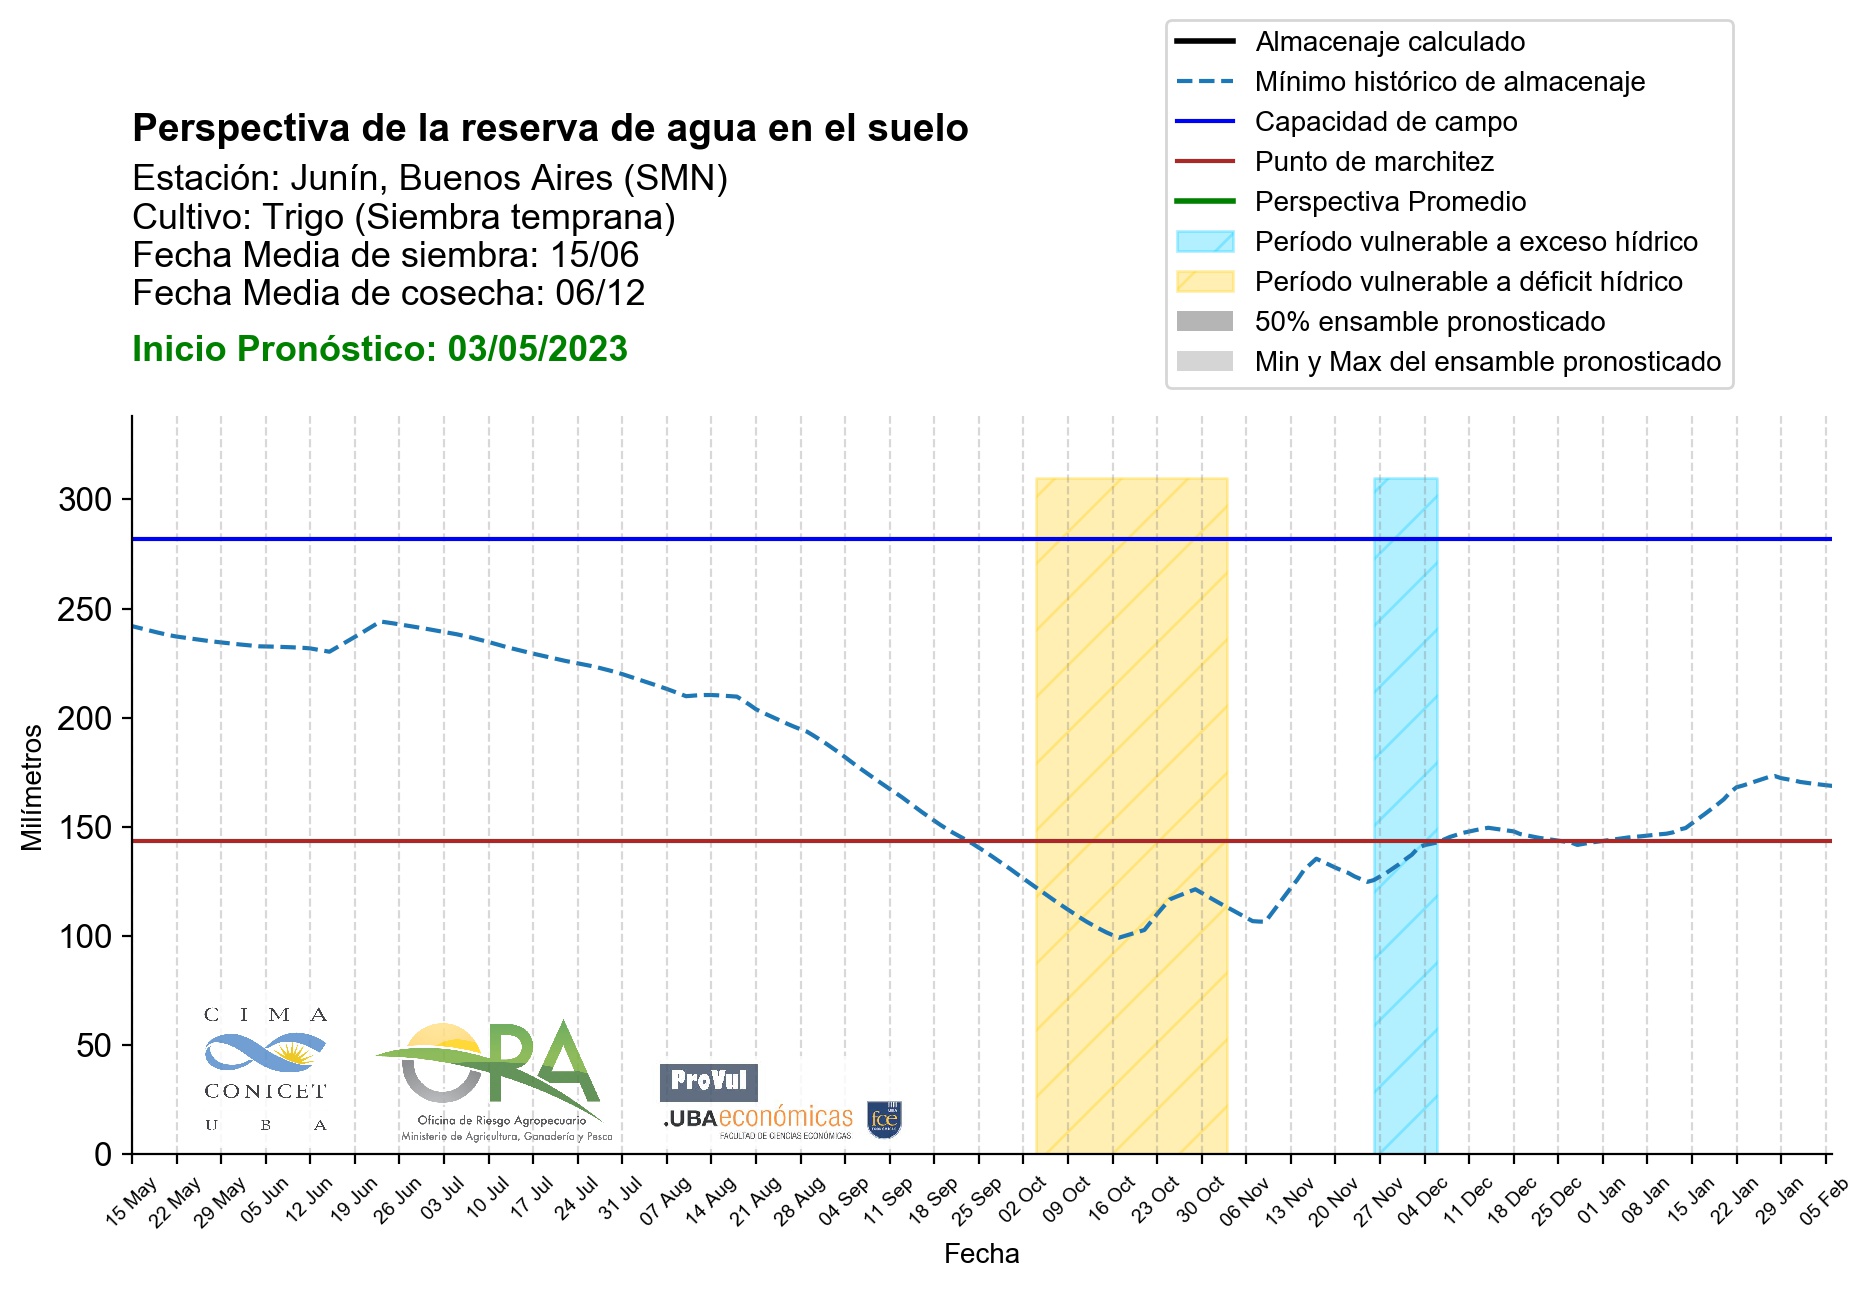 Almacenaje calculado
Mínimo histórico de almacenaje
Capacidad de campo
Punto de marchitez
Perspectiva Promedio
Período vulnerable a exceso hídrico
Período vulnerable a déficit hídrico
50% ensamble pronosticado
Min y Max del ensamble pronosticado
Perspectiva de la reserva de agua en el suelo
Estación: Junín, Buenos Aires (SMN)
Cultivo: Trigo (Siembra temprana)
Fecha Media de siembra: 15/06
Fecha Media de cosecha: 06/12
Inicio Pronóstico: 03/05/2023
Milímetros
300
250
200
150
100
50
0
CIMA
CONICET
UBA
ORA
Oficina de Riesgo Agropecuario
Ministerio de Agricultura, Ganadería y Pesca
ProVul
.UBAeconómicas
FACULTAD DE CIENCIAS ECONÓMICAS
fce
15 May
22 May
29 May
05 Jun
12 Jun
19 Jun
26 Jun
03 Jul
10 Jul
17 Jul
24 Jul
31 Jul
07 Aug
14 Aug
21 Aug
28 Aug
04 Sep
11 Sep
18 Sep
25 Sep
02 Oct
09 Oct
16 Oct
23 Oct
30 Oct
06 Nov
13 Nov
20 Nov
27 Nov
04 Dec
11 Dec
18 Dec
25 Dec
01 Jan
08 Jan
15 Jan
22 Jan
29 Jan
05 Feb
Fecha